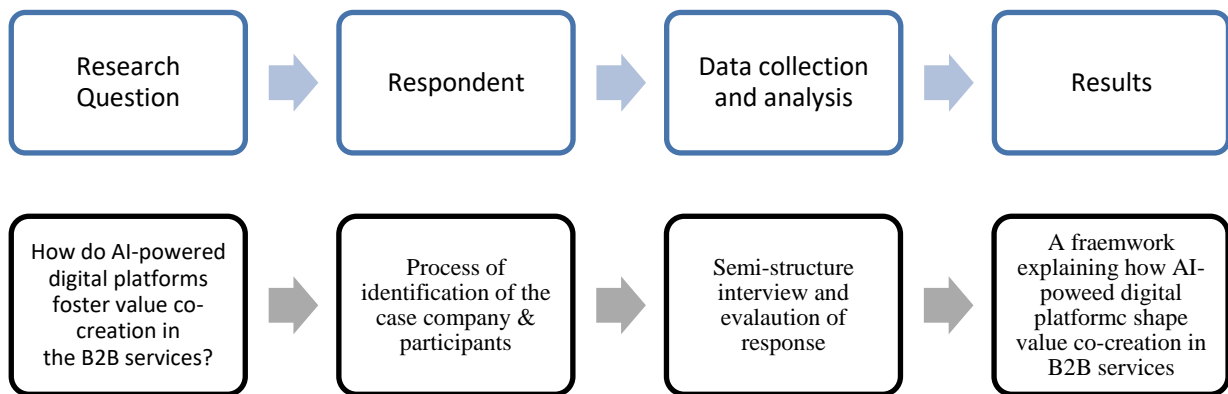 Research
Question
Respondent
Data collection
and analysis
Results
How do AI-powered
digital platforms
foster value co-
creation in
the B2B services?
Process of
identification of the
case company &
participants
Semi-structure
interview and
evalaution of
response
A fraemwork
explaining how AI-
poweed digital
platformc shape
value co-creation in
B2B services